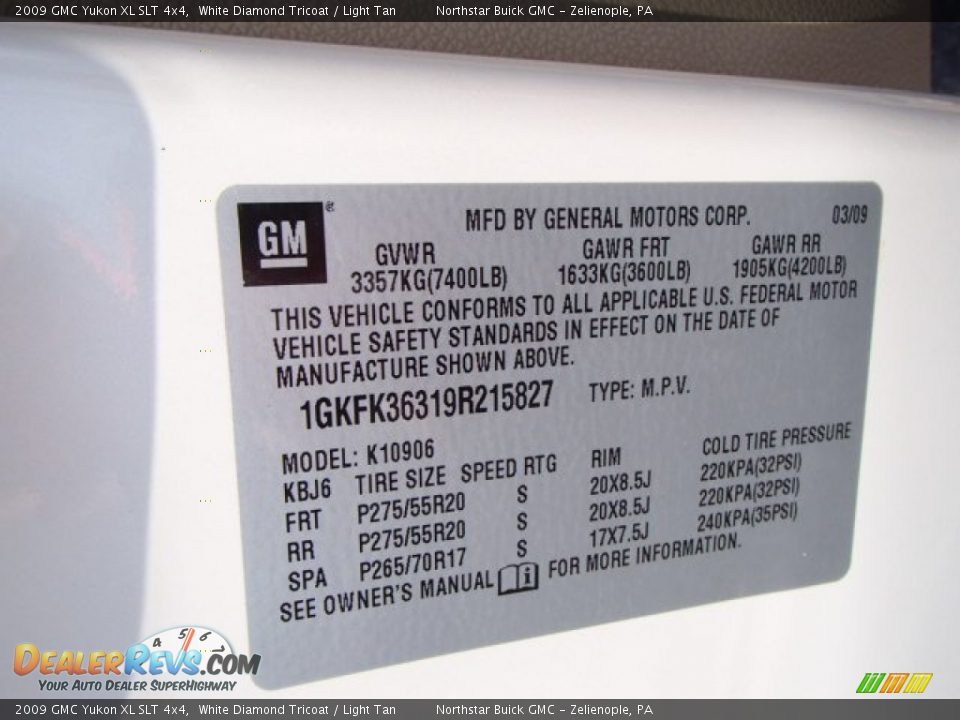 2009 GMC Yukon XL SLT 4x4,  White Diamond Tricoat / Light Tan    Northstar Buick GMC - Zelienople, PA
GM ®
MFD BY GENERAL MOTORS CORP.    03/09
GVWR    GAWR FRT    GAWR RR
3357KG(7400LB)    1633KG(3600LB)    1905KG(4200LB)
THIS VEHICLE CONFORMS TO ALL APPLICABLE U.S. FEDERAL MOTOR
VEHICLE SAFETY STANDARDS IN EFFECT ON THE DATE OF
MANUFACTURE SHOWN ABOVE.
1GKFK36319R215827    TYPE: M.P.V.
MODEL: K10906
KBJ6    TIRE SIZE    SPEED RTG    RIM    COLD TIRE PRESSURE
FRT    P275/55R20    S    20X8.5J    220KPA(32PSI)
RR    P275/55R20    S    20X8.5J    220KPA(32PSI)
SPA    P265/70R17    S    17X7.5J    240KPA(35PSI)
SEE OWNER'S MANUAL i FOR MORE INFORMATION.
4 5 6
DEALERREVS.COM
YOUR AUTO DEALER SUPERHIGHWAY
2009 GMC Yukon XL SLT 4x4,  White Diamond Tricoat / Light Tan    Northstar Buick GMC - Zelienople, PA